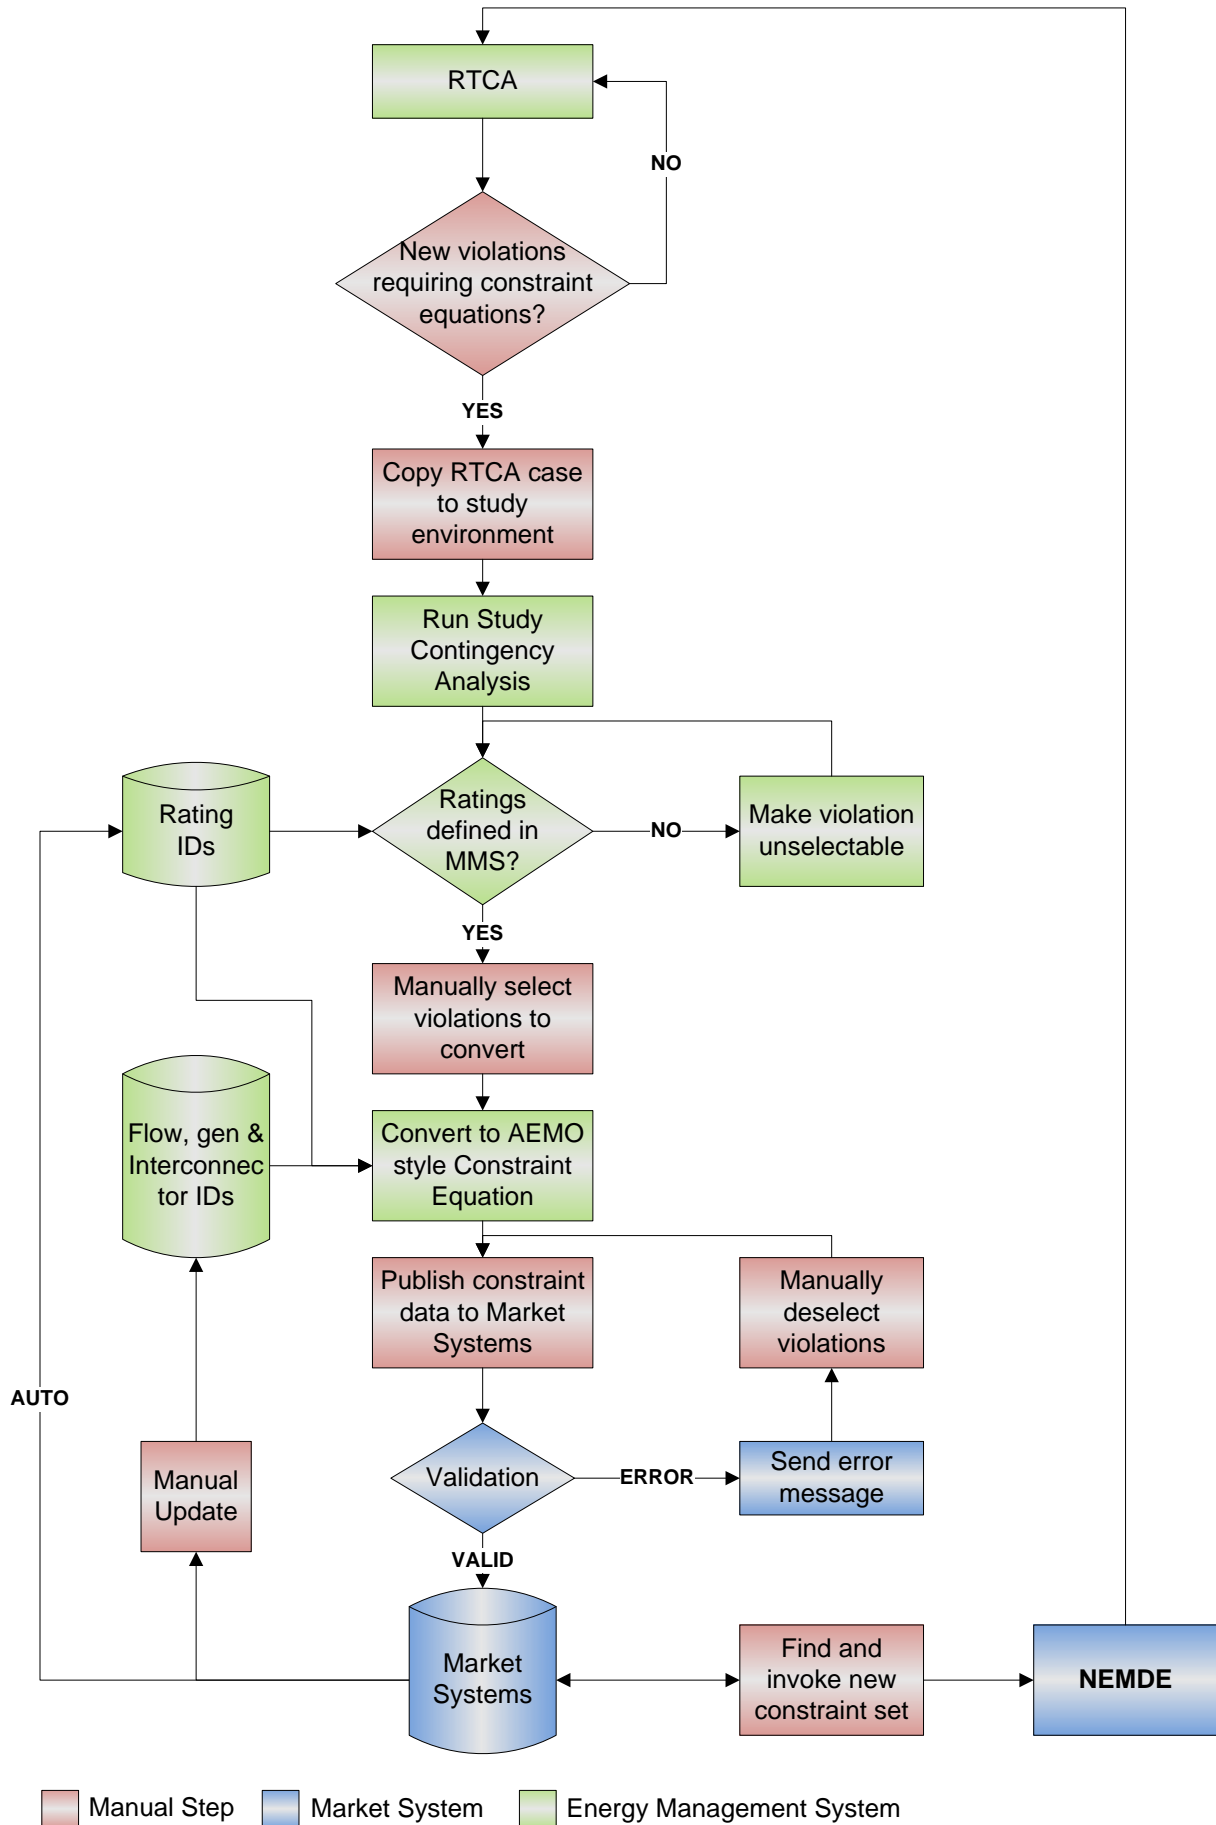 RTCA
NO
New violations
requiring constraint
equations?
YES
Copy RTCA case
to study
environment
Run Study
Contingency
Analysis
Rating
IDs
Ratings
defined in
MMS?
NO
Make violation
unselectable
YES
Manually select
violations to
convert
Flow, gen &
Interconnec
tor IDs
Convert to AEMO
style Constraint
Equation
Publish constraint
data to Market
Systems
Manually
deselect
violations
AUTO
Manual
Update
Validation
ERROR
Send error
message
VALID
Market
Systems
Find and
invoke new
constraint set
NEMDE
Manual Step
Market System
Energy Management System